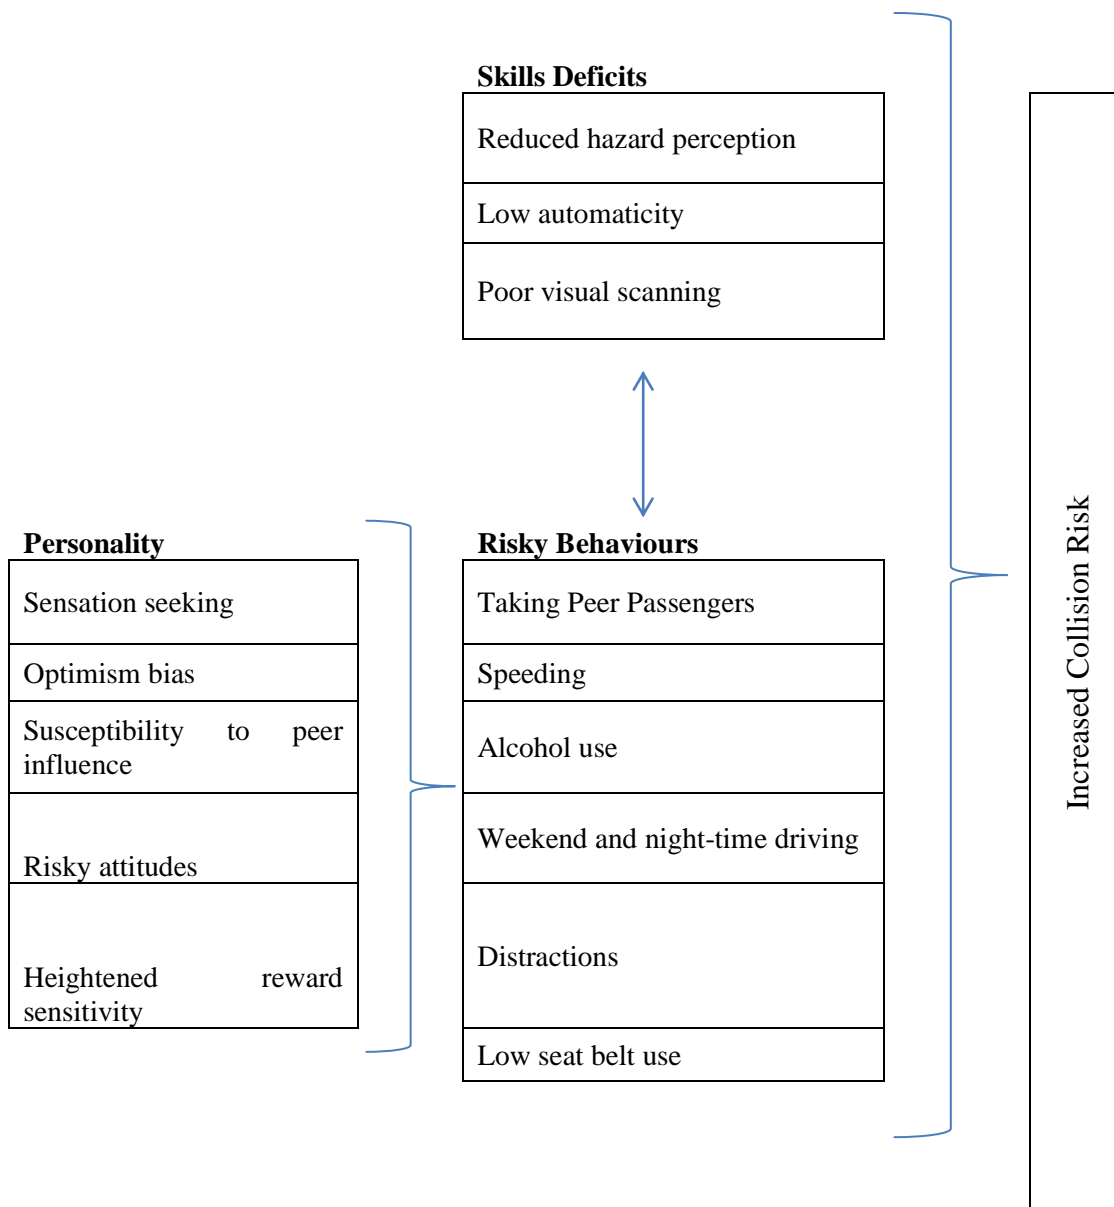 Skills Deficits
Reduced hazard perception
Low automaticity
Poor visual scanning
Personality
Sensation seeking
Optimism bias
Susceptibility to peer
influence
Risky attitudes
Heightened reward
sensitivity
Risky Behaviours
Taking Peer Passengers
Speeding
Alcohol use
Weekend and night-time driving
Distractions
Low seat belt use
Increased Collision Risk